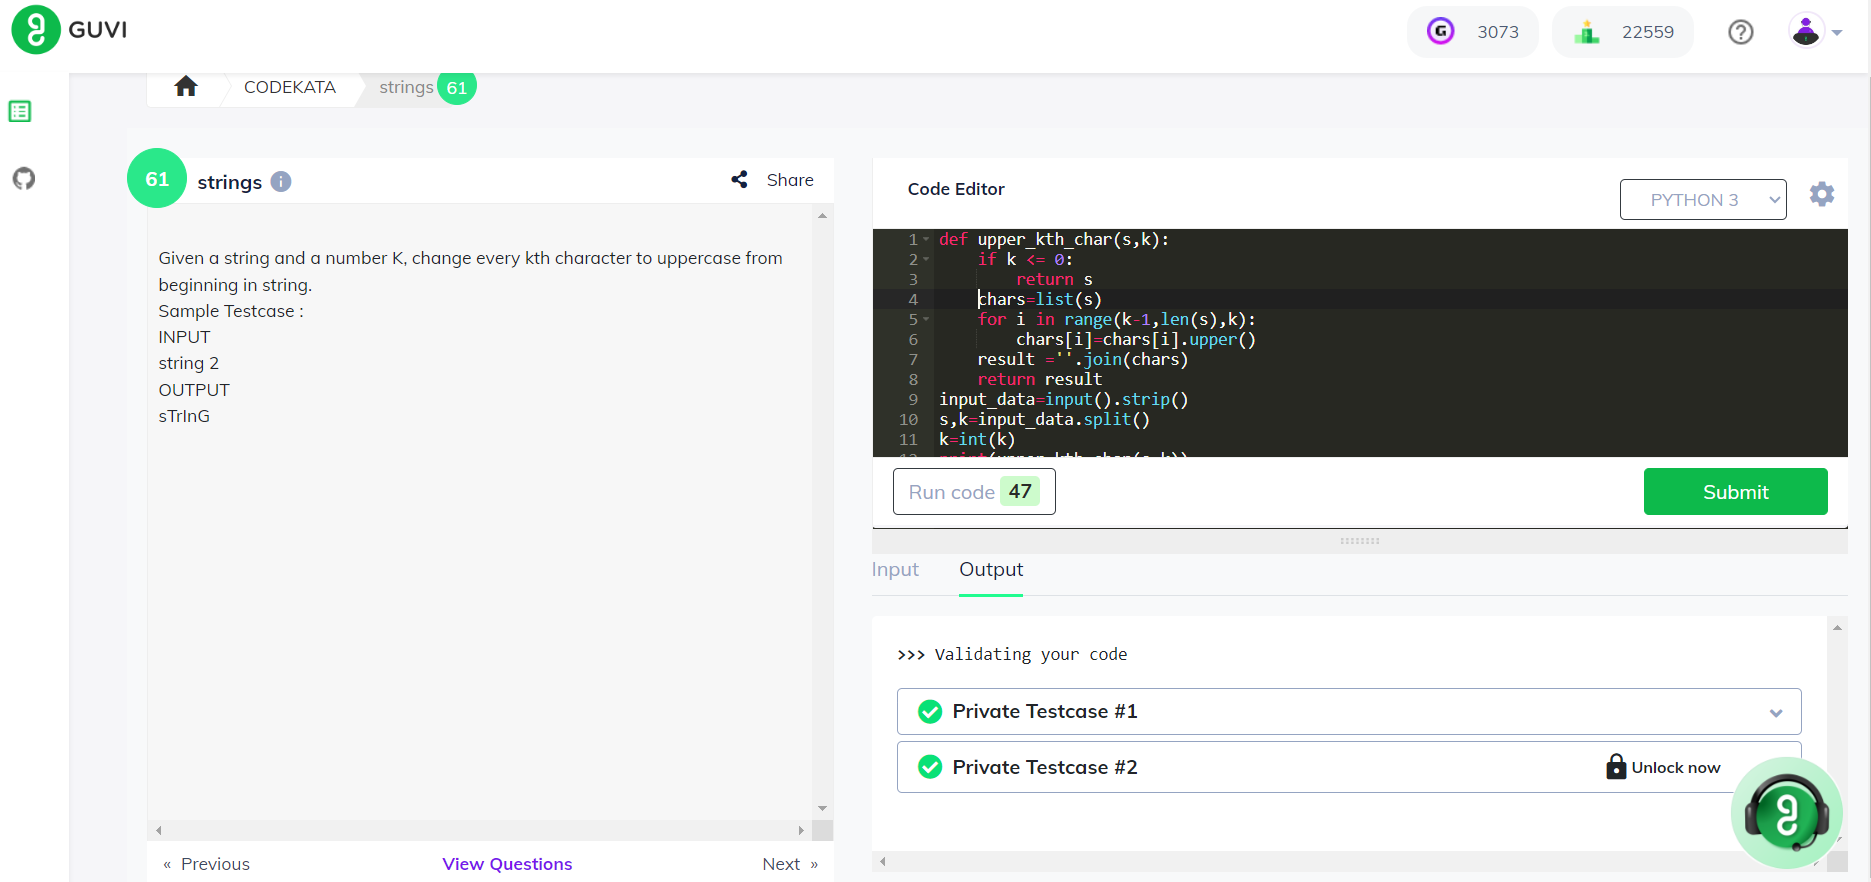 GUVI
G 3073
22559
CODEKATA
strings 61
61 strings
Share
Given a string and a number K, change every kth character to uppercase from
beginning in string.
Sample Testcase :
INPUT
string 2
OUTPUT
sTrInG
« Previous
View Questions
Next »
Code Editor
PYTHON 3
1 def upper_kth_char(s,k):
2 if k <= 0:
3 return s
4 chars=list(s)
5 for i in range(k-1,len(s),k):
6 chars[i]=chars[i].upper()
7 result =''.join(chars)
8 return result
9 input_data=input().strip()
10 s,k=input_data.split()
11 k=int(k)
12 print(upper_kth_char(s,k))
Run code 47
Submit
Input
Output
>>> Validating your code
Private Testcase #1
Private Testcase #2
Unlock now